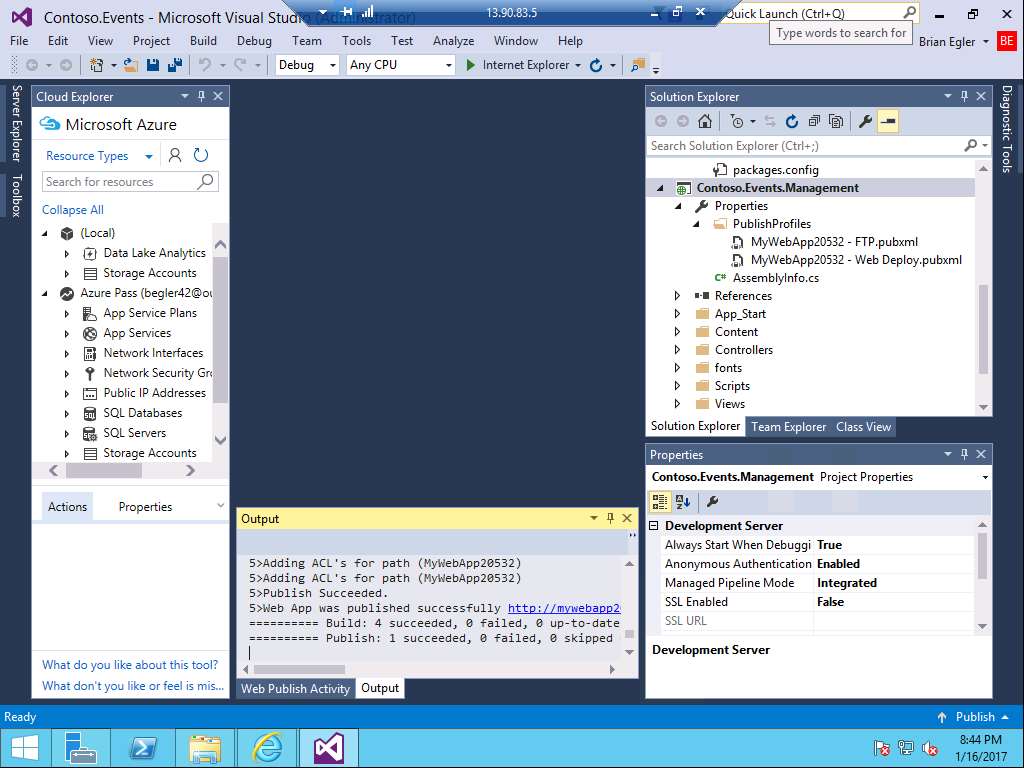 Contoso.Events - Microsoft Visual Studio (Administrator)
13.90.83.5
Quick Launch (Ctrl+Q)
Type words to search for
File Edit View Project Build Debug Team Tools Test Analyze Window Help
Brian Egler
BE
Debug Any CPU Internet Explorer
Server Explorer
Toolbox
Cloud Explorer
Microsoft Azure
Resource Types
Search for resources
Collapse All
(Local)
Data Lake Analytics
Storage Accounts
Azure Pass (begler42@ou
App Service Plans
App Services
Network Interfaces
Network Security Gro
Public IP Addresses
SQL Databases
SQL Servers
Storage Accounts
Actions Properties
What do you like about this tool?
What don't you like or feel is mis...
Output
5>Adding ACL's for path (MyWebApp20532)
5>Adding ACL's for path (MyWebApp20532)
5>Publish Succeeded.
5>Web App was published successfully http://mywebapp2
========== Build: 4 succeeded, 0 failed, 0 up-to-date
========== Publish: 1 succeeded, 0 failed, 0 skipped
Web Publish Activity Output
Solution Explorer
Search Solution Explorer (Ctrl+;)
packages.config
Contoso.Events.Management
Properties
PublishProfiles
MyWebApp20532 - FTP.pubxml
MyWebApp20532 - Web Deploy.pubxml
C# AssemblyInfo.cs
References
App_Start
Content
Controllers
fonts
Scripts
Views
Solution Explorer Team Explorer Class View
Properties
Contoso.Events.Management Project Properties
Development Server
Always Start When Debuggi True
Anonymous Authentication Enabled
Managed Pipeline Mode Integrated
SSL Enabled False
SSL URL
Development Server
Diagnostic Tools
Ready
Publish
8:44 PM
1/16/2017